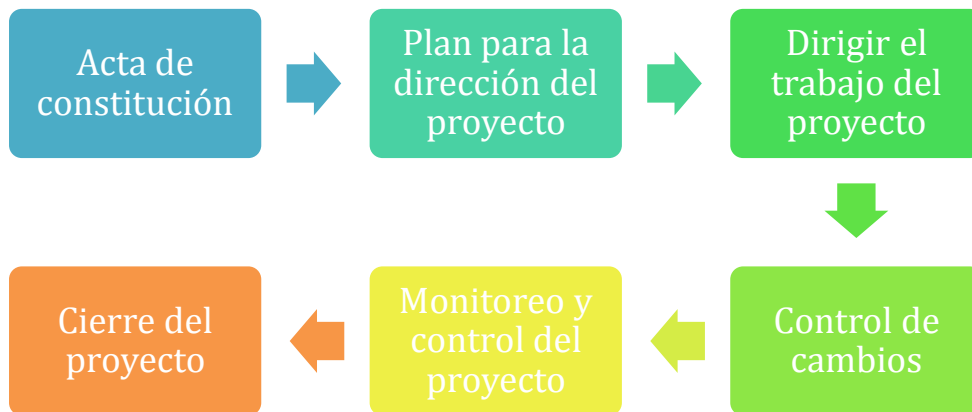 Acta de
constitución
Plan para la
dirección del
proyecto
Dirigir el
trabajo del
proyecto
Control de
cambios
Monitoreo y
control del
proyecto
Cierre del
proyecto